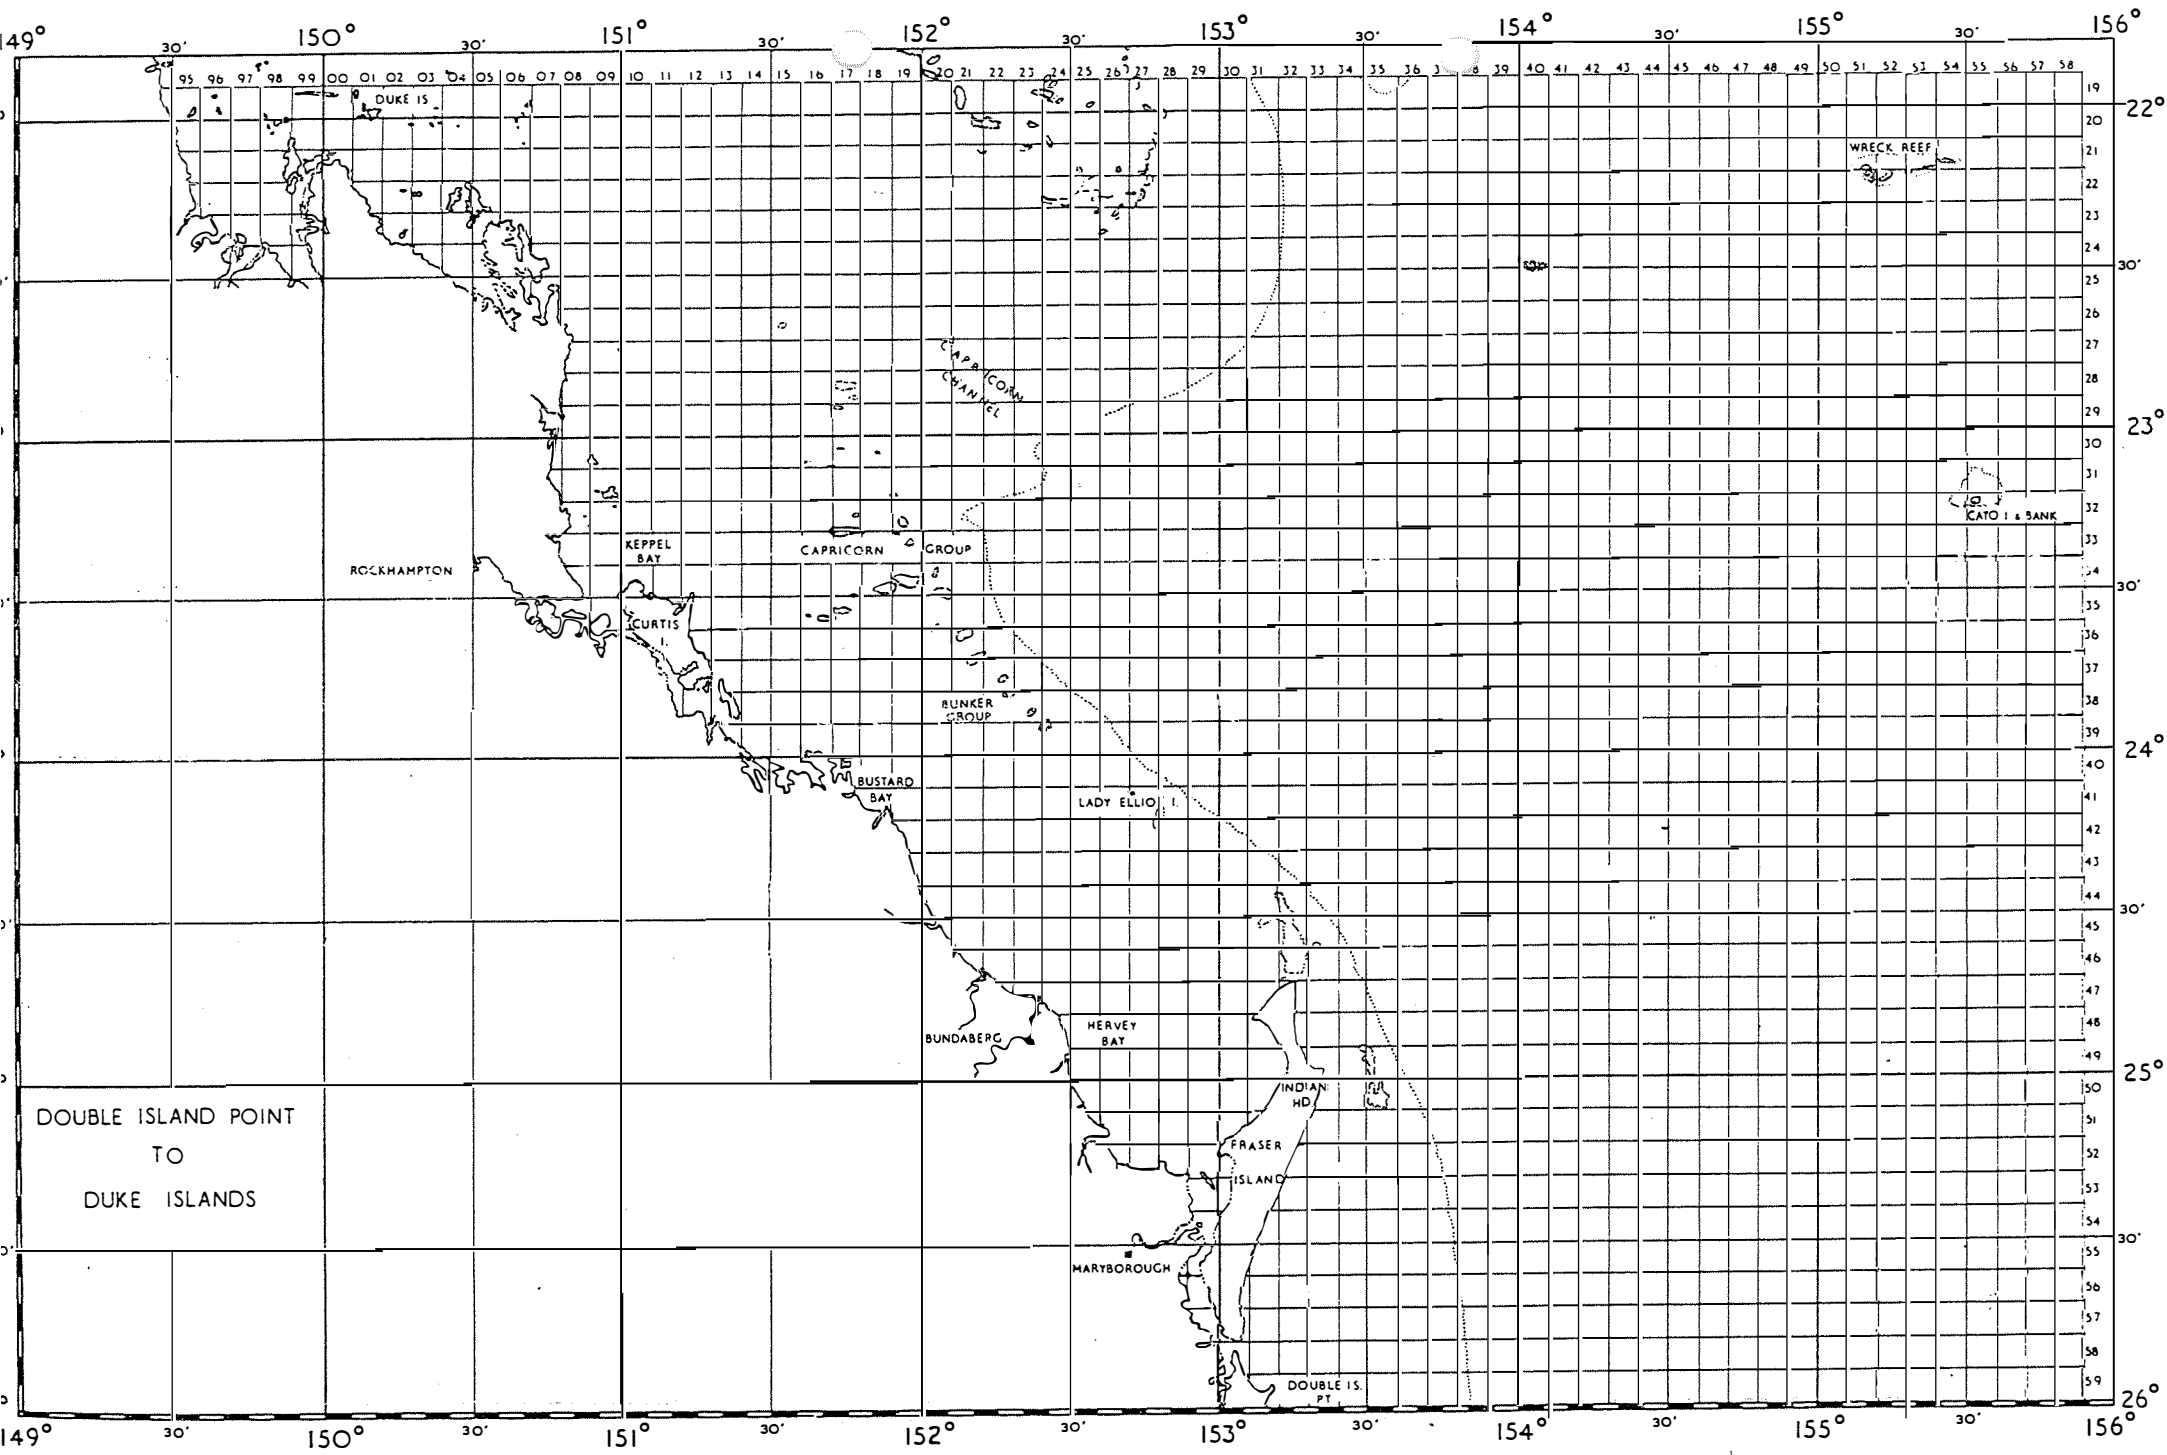 149° 30' 150° 30' 151° 30' 152° 30' 153° 30' 154° 30' 155° 30' 156°
95 96 97 98 99 00 01 02 03 04 05 06 07 08 09 10 11 12 13 14 15 16 17 18 19 20 21 22 23 24 25 26 27 28 29 30 31 32 33 34 35 36 3 8 39 40 41 42 43 44 45 46 47 48 49 50 51 52 53 54 55 56 57 58
19
DUKE IS
22°
20
WRECK REEF
21
22
23
24
30'
25
26
27
CAPRICORN
CHANNEL
28
29
23°
30
31
32
CATO I & BANK
33
KEPPEL
BAY
CAPRICORN GROUP
ROCKHAMPTON
34
30'
35
CURTIS
I.
36
37
38
BUNKER
GROUP
39
24°
40
BUSTARD
BAY
41
LADY ELLIO I.
42
43
44
30'
45
46
47
48
HERVEY
BAY
BUNDABERG
49
25°
50
INDIAN
HD
DOUBLE ISLAND POINT
TO
DUKE ISLANDS
51
FRASER
52
ISLAND
53
54
30'
55
MARYBOROUGH
56
57
58
59
DOUBLE IS.
PT
26°
149° 30' 150° 30' 151° 30' 152° 30' 153° 30' 154° 30' 155° 30' 156°